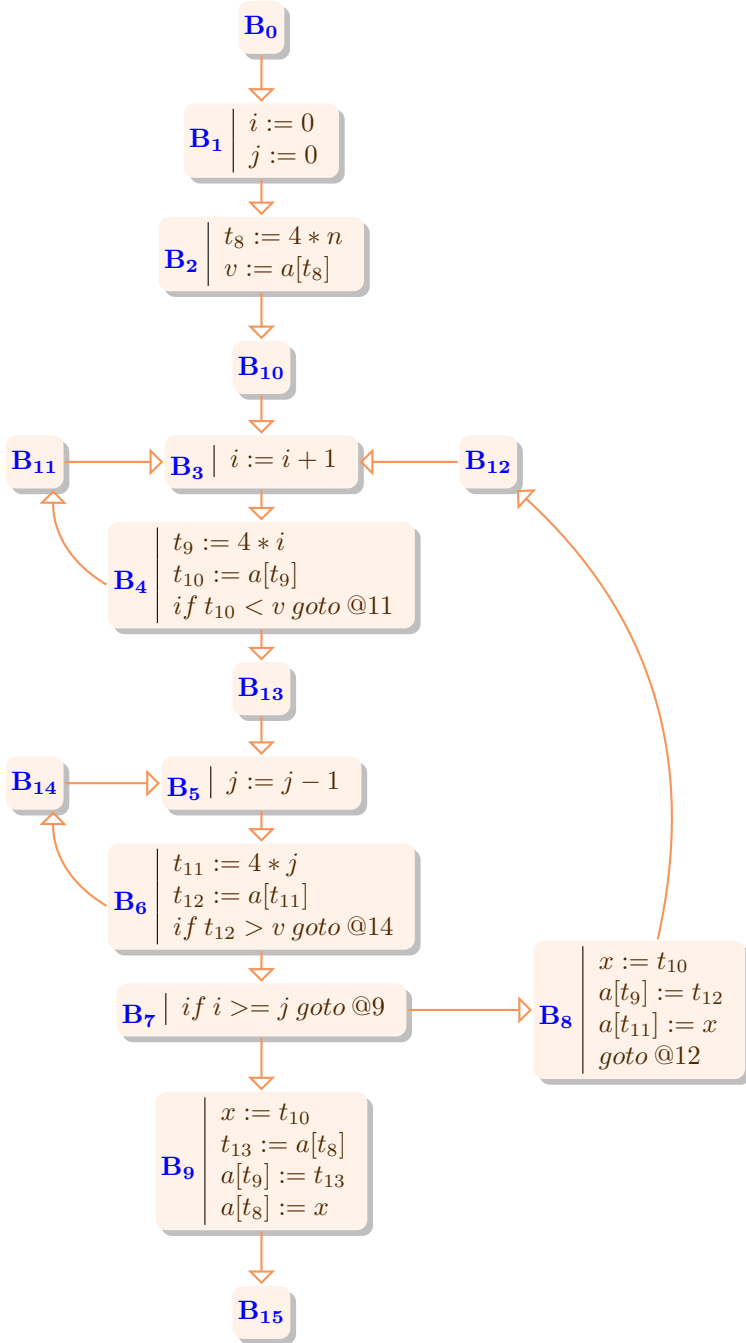 B₀
B₁ i := 0
j := 0
B₂ t₈ := 4 * n
v := a[t₈]
B₁₀
B₁₁
B₃ i := i + 1
B₁₂
B₄ t₉ := 4 * i
t₁₀ := a[t₉]
if t₁₀ < v goto @11
B₁₃
B₁₄
B₅ j := j − 1
B₆ t₁₁ := 4 * j
t₁₂ := a[t₁₁]
if t₁₂ > v goto @14
B₇ if i >= j goto @9
B₈ x := t₁₀
a[t₉] := t₁₂
a[t₁₁] := x
goto @12
B₉ x := t₁₀
t₁₃ := a[t₈]
a[t₉] := t₁₃
a[t₈] := x
B₁₅